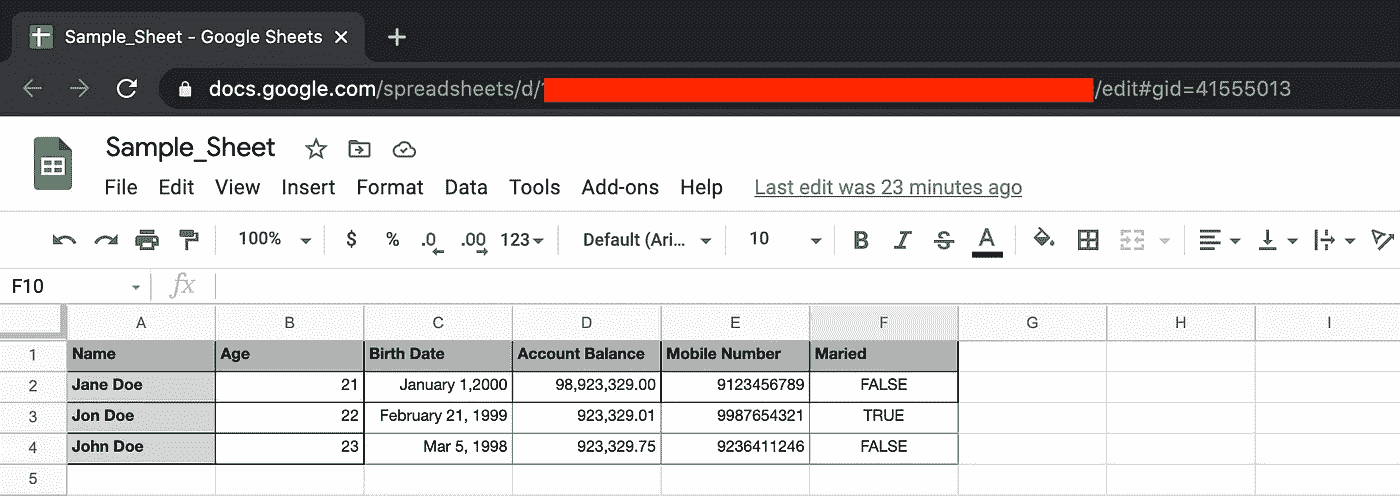 Sample_Sheet - Google Sheets
docs.google.com/spreadsheets/d/ /edit#gid=41555013
Sample_Sheet
File Edit View Insert Format Data Tools Add-ons Help Last edit was 23 minutes ago
100% $ % .0 .00 123 Default (Ari... 10 B I S A
F10 fx
A B C D E F G H I
1 Name Age Birth Date Account Balance Mobile Number Maried
2 Jane Doe 21 January 1,2000 98,923,329.00 9123456789 FALSE
3 Jon Doe 22 February 21, 1999 923,329.01 9987654321 TRUE
4 John Doe 23 Mar 5, 1998 923,329.75 9236411246 FALSE
5